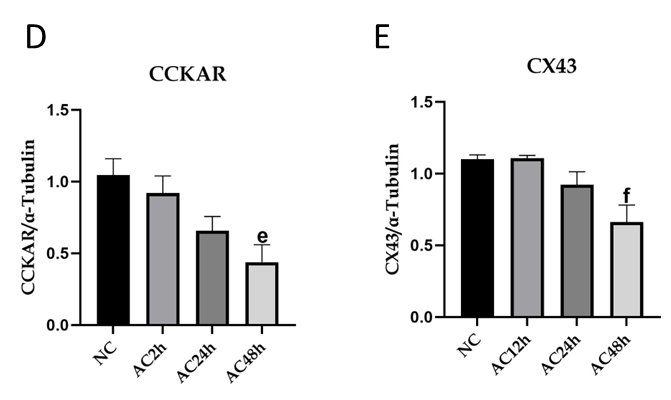 D
CCKAR
CCKAR/α-Tubulin
1.5
1.0
0.5
0.0
e
NC
AC2h
AC24h
AC48h
E
CX43
CX43/α-Tubulin
1.5
1.0
0.5
0.0
f
NC
AC12h
AC24h
AC48h